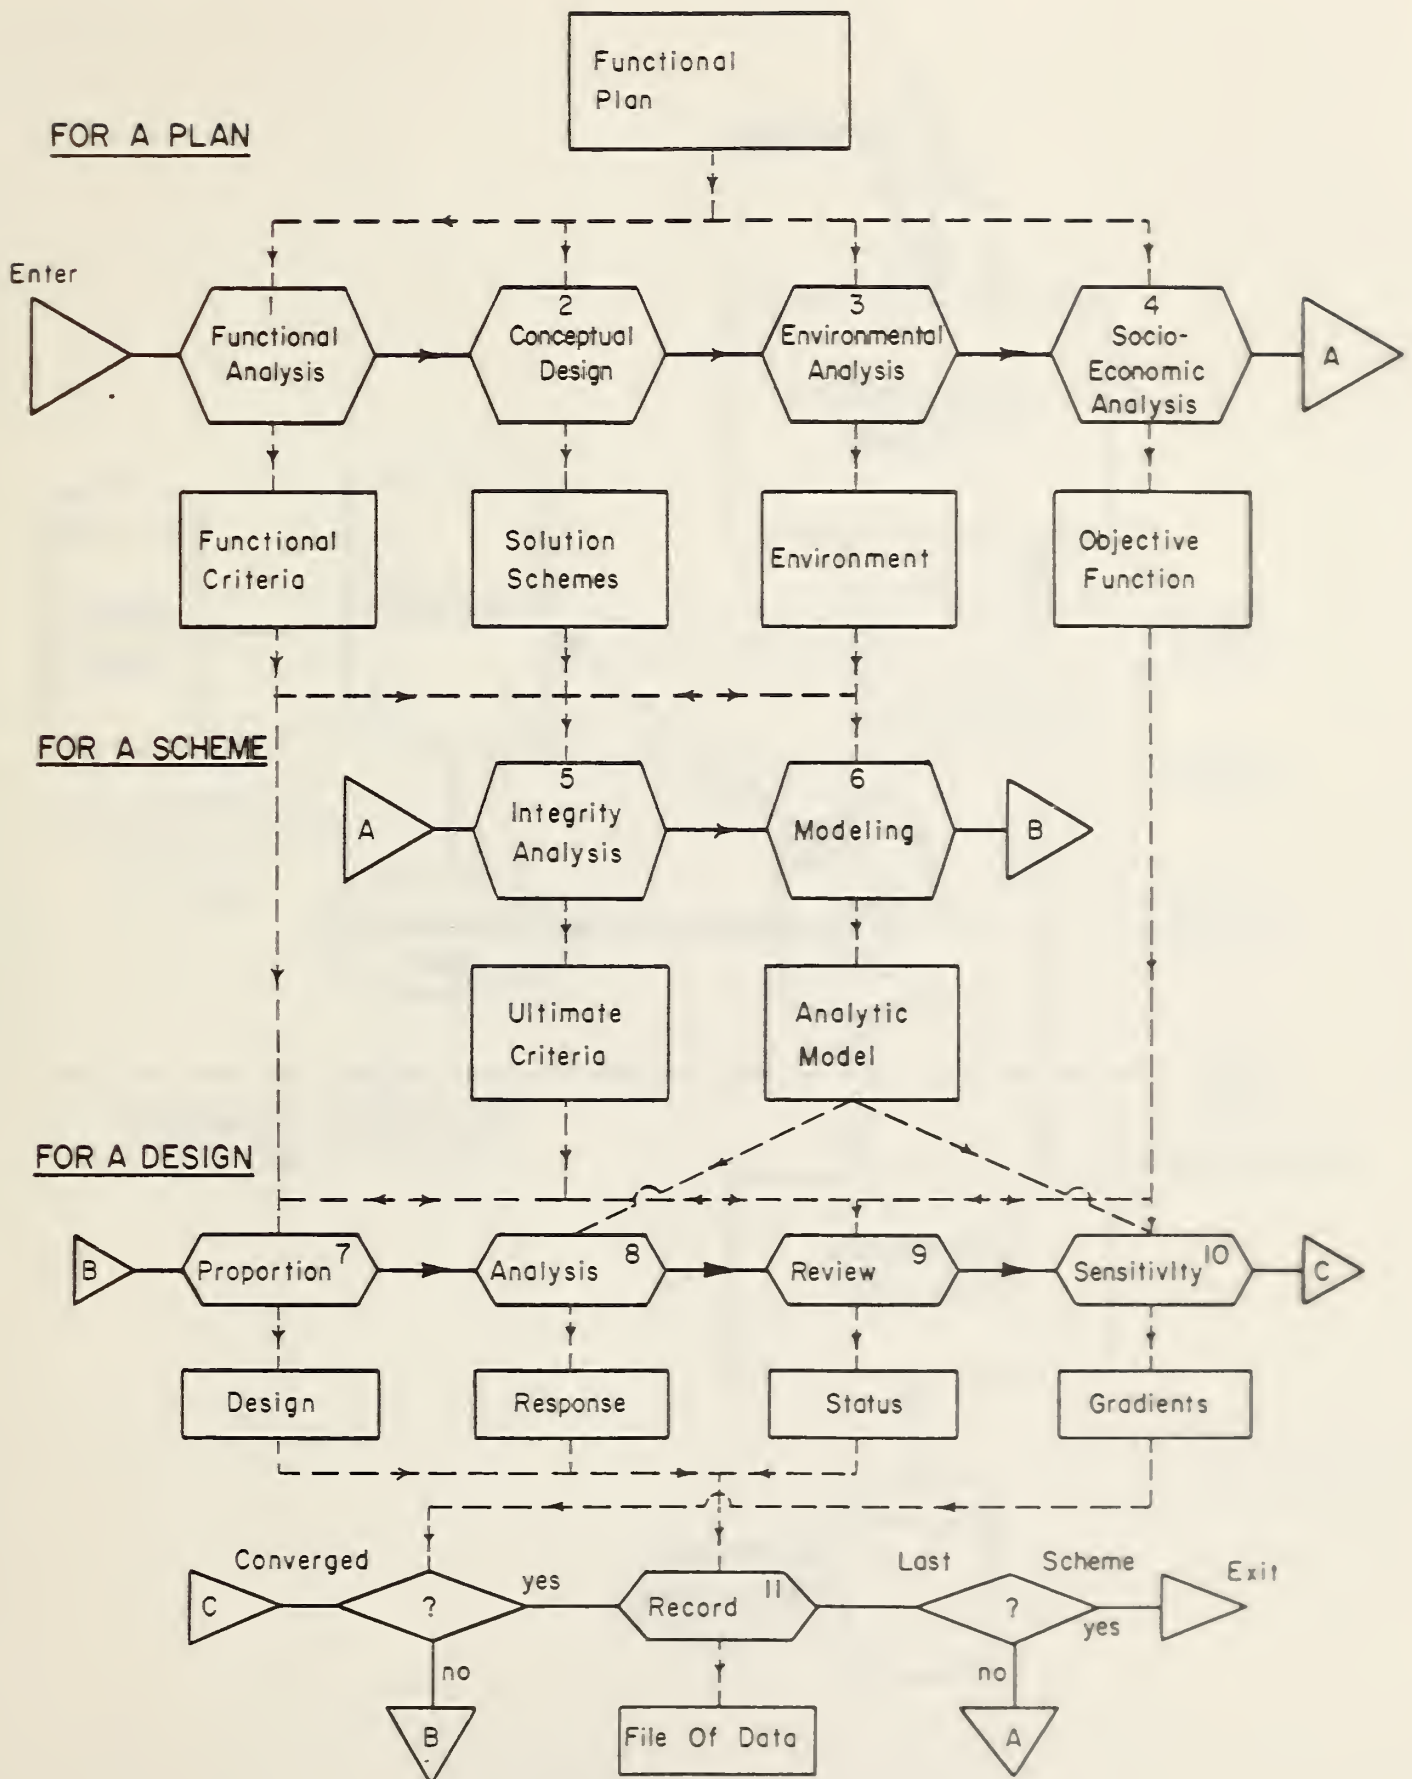 Functional
Plan
FOR A PLAN
Enter
1
Functional
Analysis
2
Conceptual
Design
3
Environmental
Analysis
4
Socio-
Economic
Analysis
A
Functional
Criteria
Solution
Schemes
Environment
Objective
Function
FOR A SCHEME
A
5
Integrity
Analysis
6
Modeling
B
Ultimate
Criteria
Analytic
Model
FOR A DESIGN
B
Proportion 7
Analysis 8
Review 9
Sensitivity 10
C
Design
Response
Status
Gradients
Converged
C
?
yes
no
B
Record 11
File Of Data
Last Scheme
?
yes
Exit
no
A